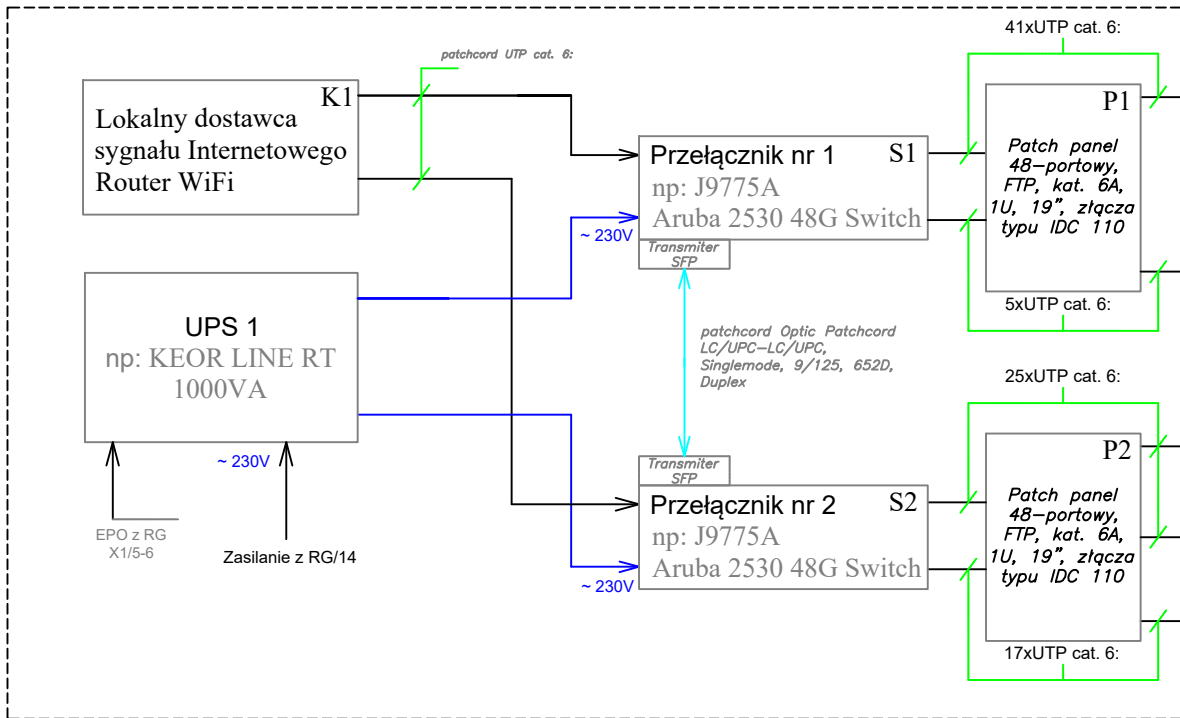 41xUTP cat. 6:
patchcord UTP cat. 6:
K1
Lokalny dostawca
sygnału Internetowego
Router WiFi
P1
Patch panel
48-portowy,
FTP, kat. 6A,
1U, 19", złącza
typu IDC 110
Przełącznik nr 1
S1
np: J9775A
Aruba 2530 48G Switch
~ 230V
Transmiter
SFP
5xUTP cat. 6:
UPS 1
np: KEOR LINE RT
1000VA
patchcord Optic Patchcord
LC/UPC-LC/UPC,
Singlemode, 9/125, 652D,
Duplex
25xUTP cat. 6:
~ 230V
EPO z RG
X1/5-6
Zasilanie z RG/14
Transmiter
SFP
Przełącznik nr 2
S2
np: J9775A
Aruba 2530 48G Switch
~ 230V
P2
Patch panel
48-portowy,
FTP, kat. 6A,
1U, 19", złącza
typu IDC 110
17xUTP cat. 6: